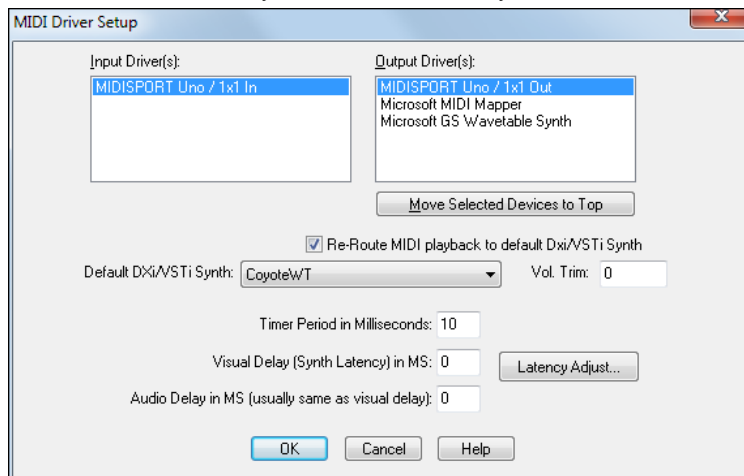 MIDI Driver Setup
Input Driver(s):
Output Driver(s):
MIDISPORT Uno / 1x1 In
MIDISPORT Uno / 1x1 Out
Microsoft MIDI Mapper
Microsoft GS Wavetable Synth
Move Selected Devices to Top
Re-Route MIDI playback to default Dxi/VSTi Synth
Default DXi/VSTi Synth: CoyoteWT Vol. Trim: 0
Timer Period in Milliseconds: 10
Visual Delay (Synth Latency) in MS: 0 Latency Adjust...
Audio Delay in MS (usually same as visual delay): 0
OK Cancel Help